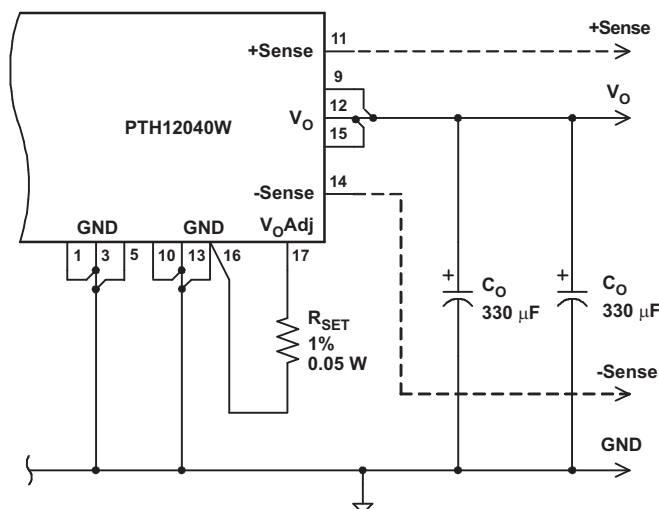 +Sense
11
+Sense
9
V_O
12
PTH12040W
V_O
15
14
-Sense
GND
GND
V_OAdj
1
3
5
10
13
16
17
+
C_O
330 μF
+
C_O
330 μF
R_SET
1%
0.05 W
-Sense
GND